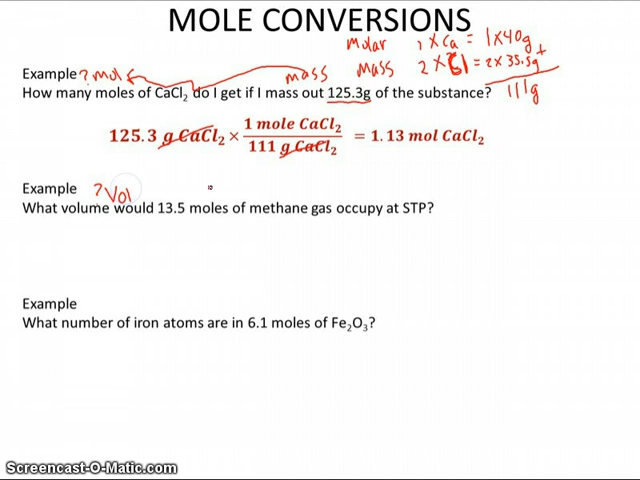 MOLE CONVERSIONS
molar 1 x Ca = 1 x 40g
Example ? mol mass mass 2 x Cl = 2 x 35.5g +
How many moles of CaCl₂ do I get if I mass out 125.3g of the substance? 111g
125.3 g CaCl₂ × 1 mole CaCl₂ / 111 g CaCl₂ = 1.13 mol CaCl₂
Example ? Vol
What volume would 13.5 moles of methane gas occupy at STP?
Example
What number of iron atoms are in 6.1 moles of Fe₂O₃?
Screencast-O-Matic.com